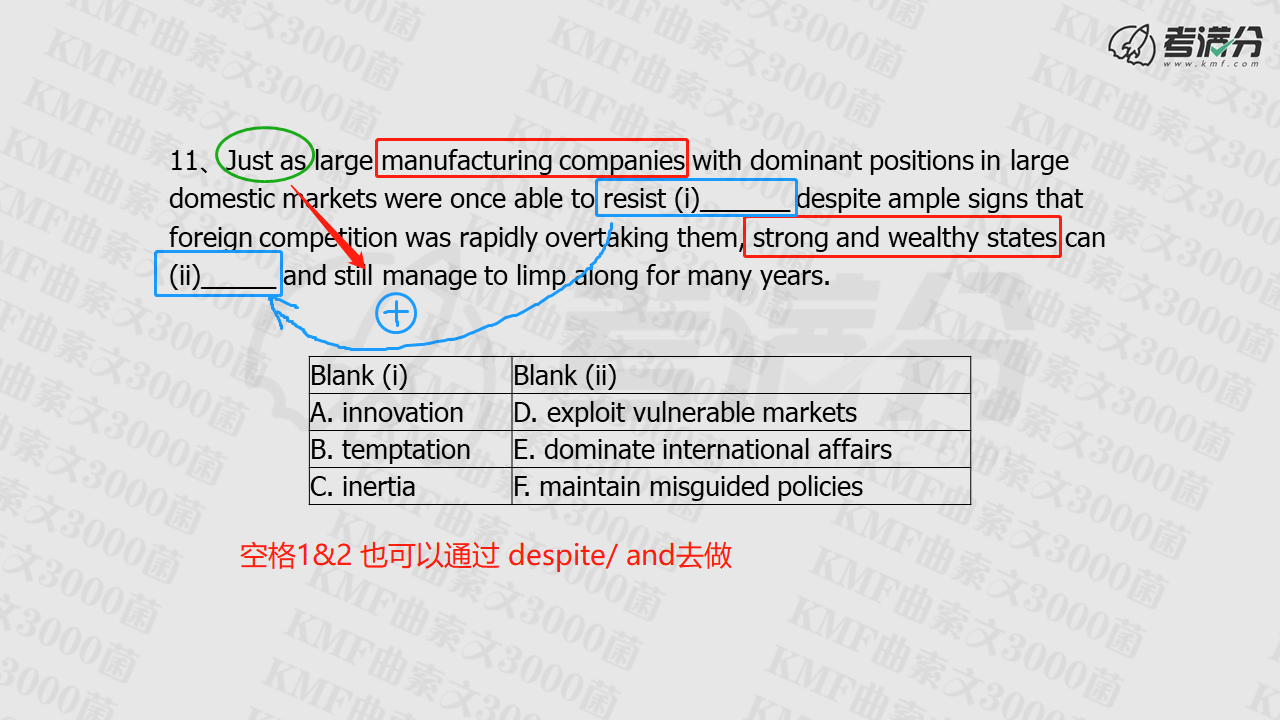 考满分
www.kmf.com
11、Just as large manufacturing companies with dominant positions in large
domestic markets were once able to resist (i)_______ despite ample signs that
foreign competition was rapidly overtaking them, strong and wealthy states can
(ii)_____ and still manage to limp along for many years.
Blank (i) Blank (ii)
A. innovation D. exploit vulnerable markets
B. temptation E. dominate international affairs
C. inertia F. maintain misguided policies
空格1&2 也可以通过 despite/ and去做
KMF曲索文3000菌